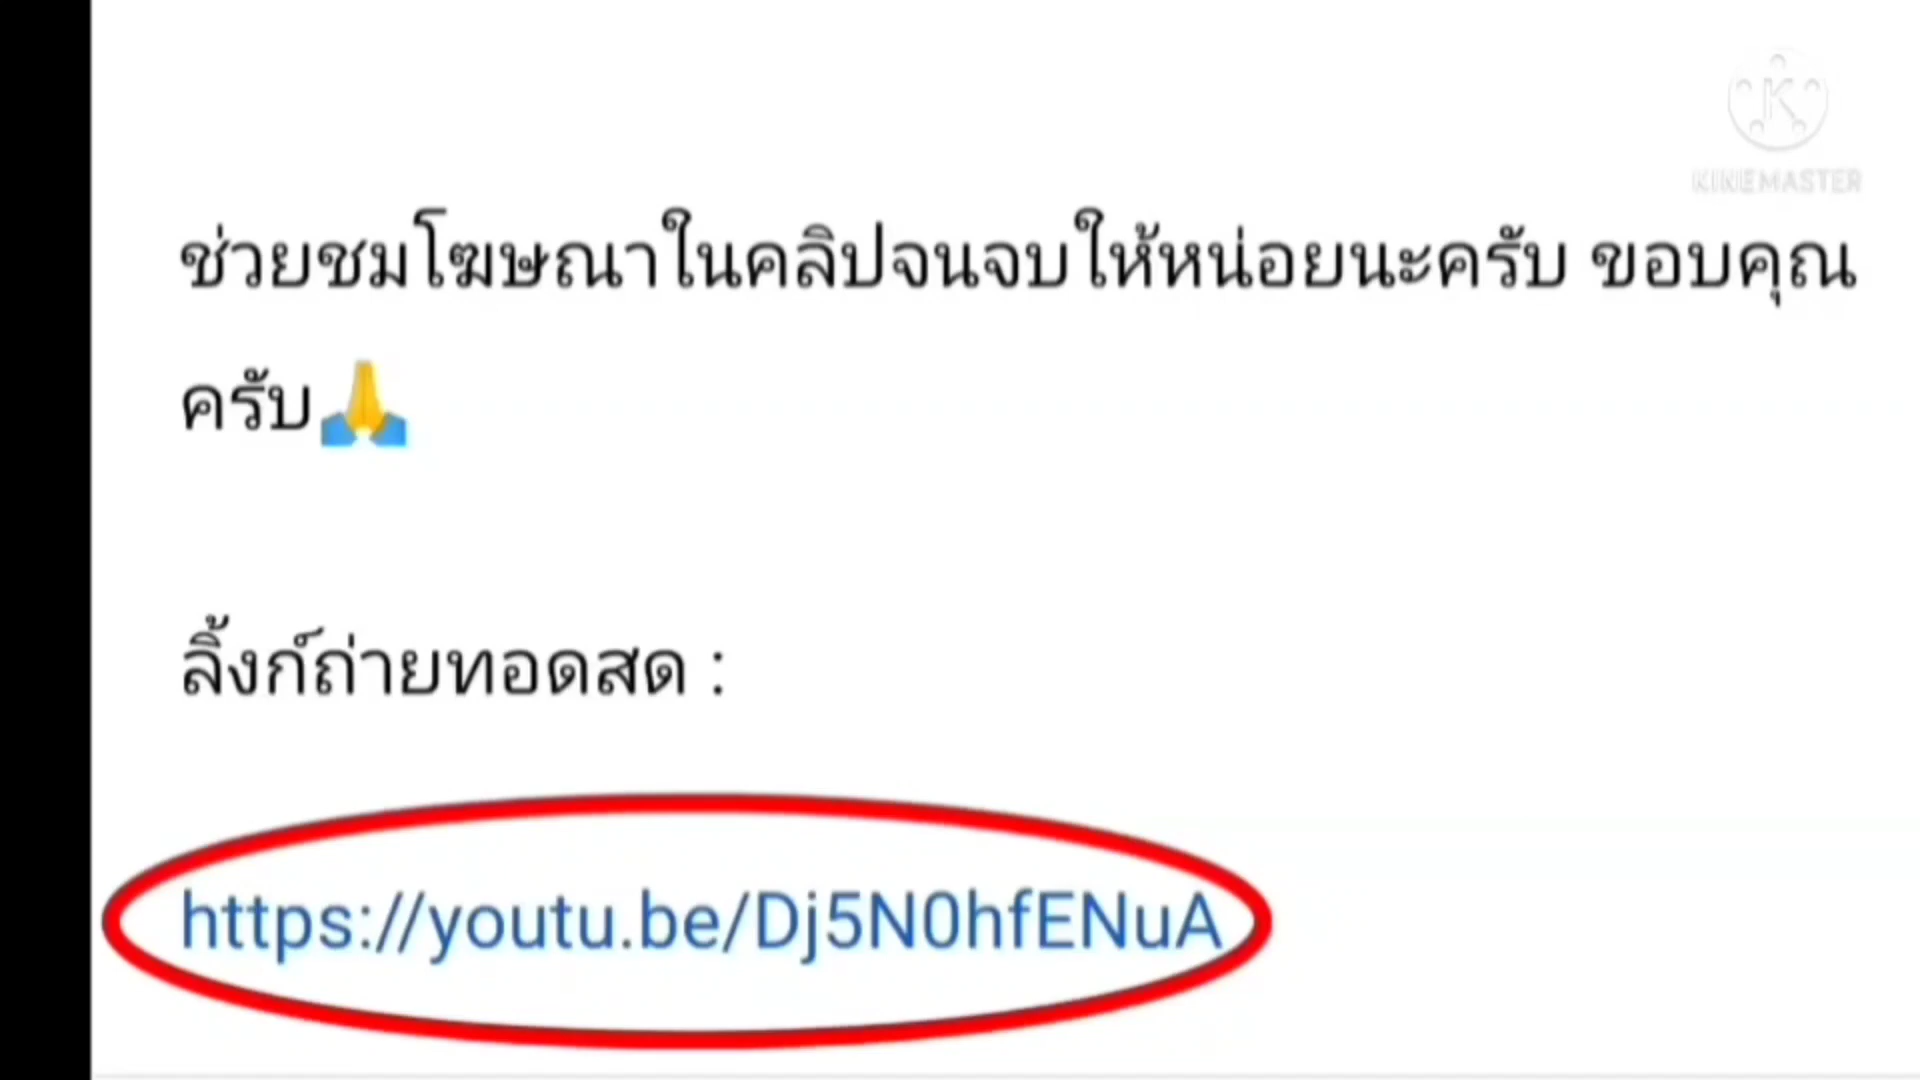 KINEMASTER
ช่วยชมโฆษณาในคลิปจนจบให้หน่อยนะครับ ขอบคุณ
ครับ🙏
ลิ้งก์ถ่ายทอดสด :
https://youtu.be/Dj5N0hfENuA